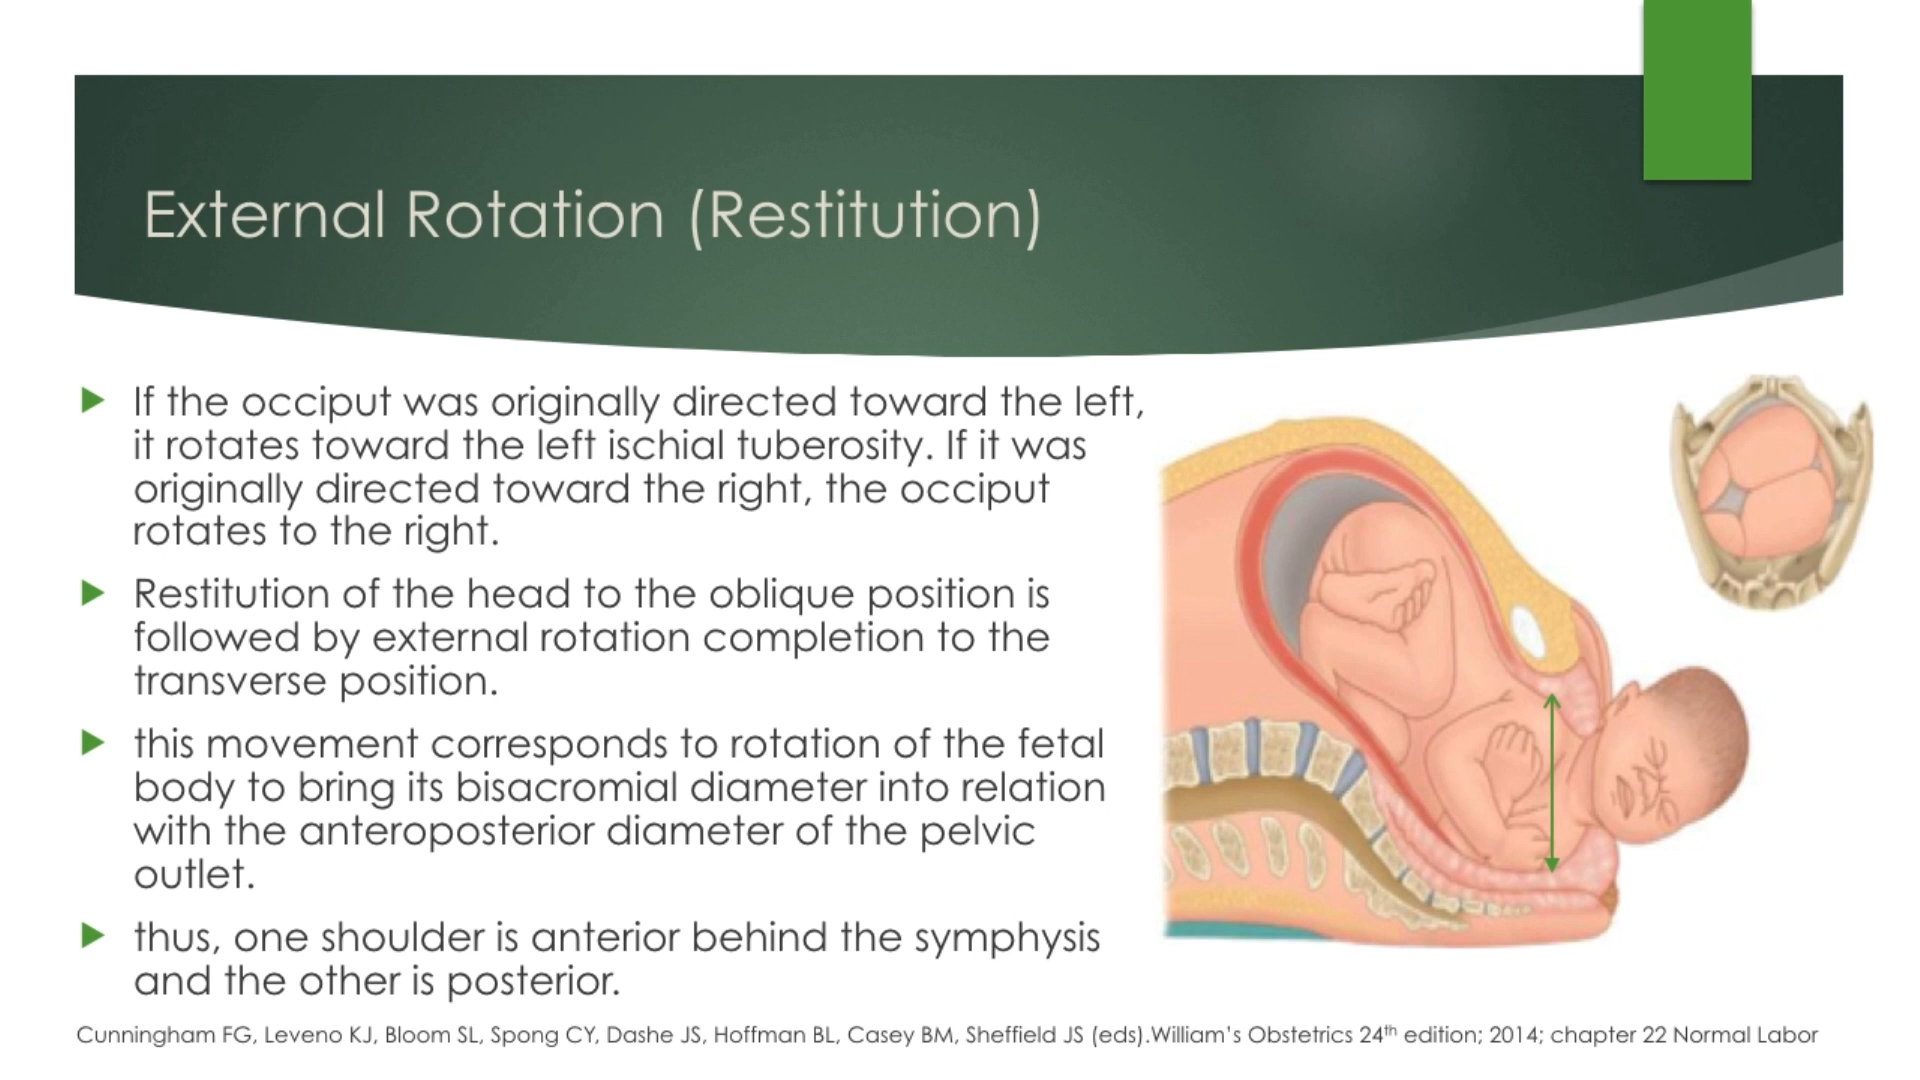 External Rotation (Restitution)
If the occiput was originally directed toward the left,
it rotates toward the left ischial tuberosity. If it was
originally directed toward the right, the occiput
rotates to the right.
Restitution of the head to the oblique position is
followed by external rotation completion to the
transverse position.
this movement corresponds to rotation of the fetal
body to bring its bisacromial diameter into relation
with the anteroposterior diameter of the pelvic
outlet.
thus, one shoulder is anterior behind the symphysis
and the other is posterior.
Cunningham FG, Leveno KJ, Bloom SL, Spong CY, Dashe JS, Hoffman BL, Casey BM, Sheffield JS (eds).William’s Obstetrics 24th edition; 2014; chapter 22 Normal Labor